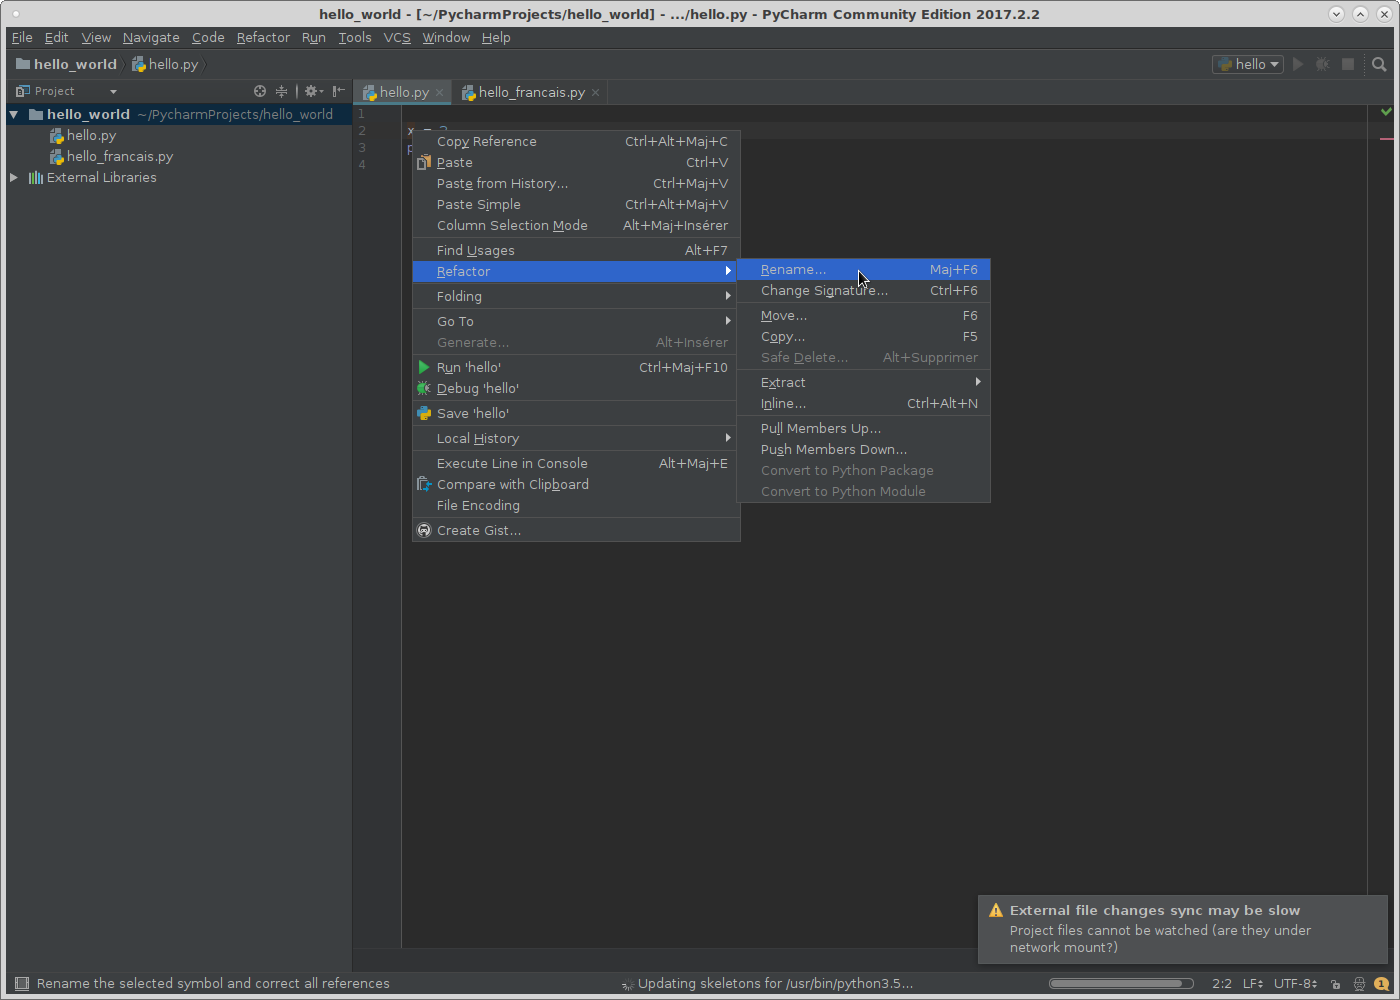 hello_world - [~/PycharmProjects/hello_world] - .../hello.py - PyCharm Community Edition 2017.2.2
File Edit View Navigate Code Refactor Run Tools VCS Window Help
hello_world hello.py hello
Project
hello.py hello_francais.py
hello_world ~/PycharmProjects/hello_world
hello.py
hello_francais.py
External Libraries
1
2 x =
3 p
4
Copy Reference Ctrl+Alt+Maj+C
Paste Ctrl+V
Paste from History... Ctrl+Maj+V
Paste Simple Ctrl+Alt+Maj+V
Column Selection Mode Alt+Maj+Insérer
Find Usages Alt+F7
Refactor
Folding
Go To
Generate... Alt+Insérer
Run 'hello' Ctrl+Maj+F10
Debug 'hello'
Save 'hello'
Local History
Execute Line in Console Alt+Maj+E
Compare with Clipboard
File Encoding
Create Gist...
Rename... Maj+F6
Change Signature... Ctrl+F6
Move... F6
Copy... F5
Safe Delete... Alt+Supprimer
Extract
Inline... Ctrl+Alt+N
Pull Members Up...
Push Members Down...
Convert to Python Package
Convert to Python Module
External file changes sync may be slow
Project files cannot be watched (are they under
network mount?)
Rename the selected symbol and correct all references Updating skeletons for /usr/bin/python3.5... 2:2 LF UTF-8 1